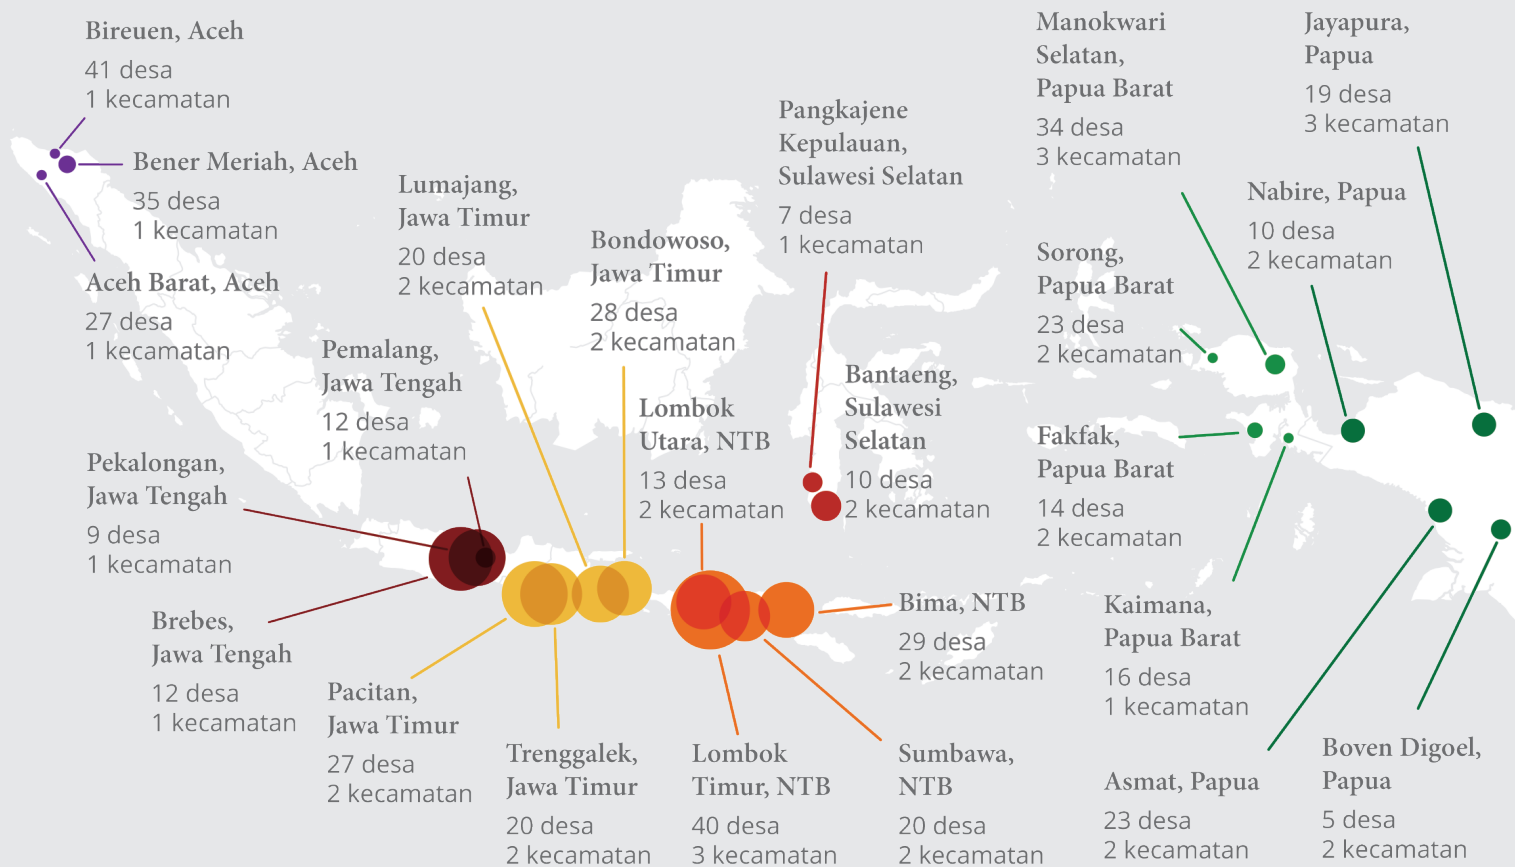 Bireuen, Aceh
41 desa
1 kecamatan
Bener Meriah, Aceh
35 desa
1 kecamatan
Aceh Barat, Aceh
27 desa
1 kecamatan
Lumajang,
Jawa Timur
20 desa
2 kecamatan
Pemalang,
Jawa Tengah
12 desa
1 kecamatan
Pekalongan,
Jawa Tengah
9 desa
1 kecamatan
Brebes,
Jawa Tengah
12 desa
1 kecamatan
Pacitan,
Jawa Timur
27 desa
2 kecamatan
Trenggalek,
Jawa Timur
20 desa
2 kecamatan
Bondowoso,
Jawa Timur
28 desa
2 kecamatan
Lombok
Utara, NTB
13 desa
2 kecamatan
Lombok
Timur, NTB
40 desa
3 kecamatan
Pangkajene
Kepulauan,
Sulawesi Selatan
7 desa
1 kecamatan
Bantaeng,
Sulawesi
Selatan
10 desa
2 kecamatan
Bima, NTB
29 desa
2 kecamatan
Sumbawa,
NTB
20 desa
2 kecamatan
Manokwari
Selatan,
Papua Barat
34 desa
3 kecamatan
Sorong,
Papua Barat
23 desa
2 kecamatan
Fakfak,
Papua Barat
14 desa
2 kecamatan
Kaimana,
Papua Barat
16 desa
1 kecamatan
Asmat, Papua
23 desa
2 kecamatan
Jayapura,
Papua
19 desa
3 kecamatan
Nabire, Papua
10 desa
2 kecamatan
Boven Digoel,
Papua
5 desa
2 kecamatan